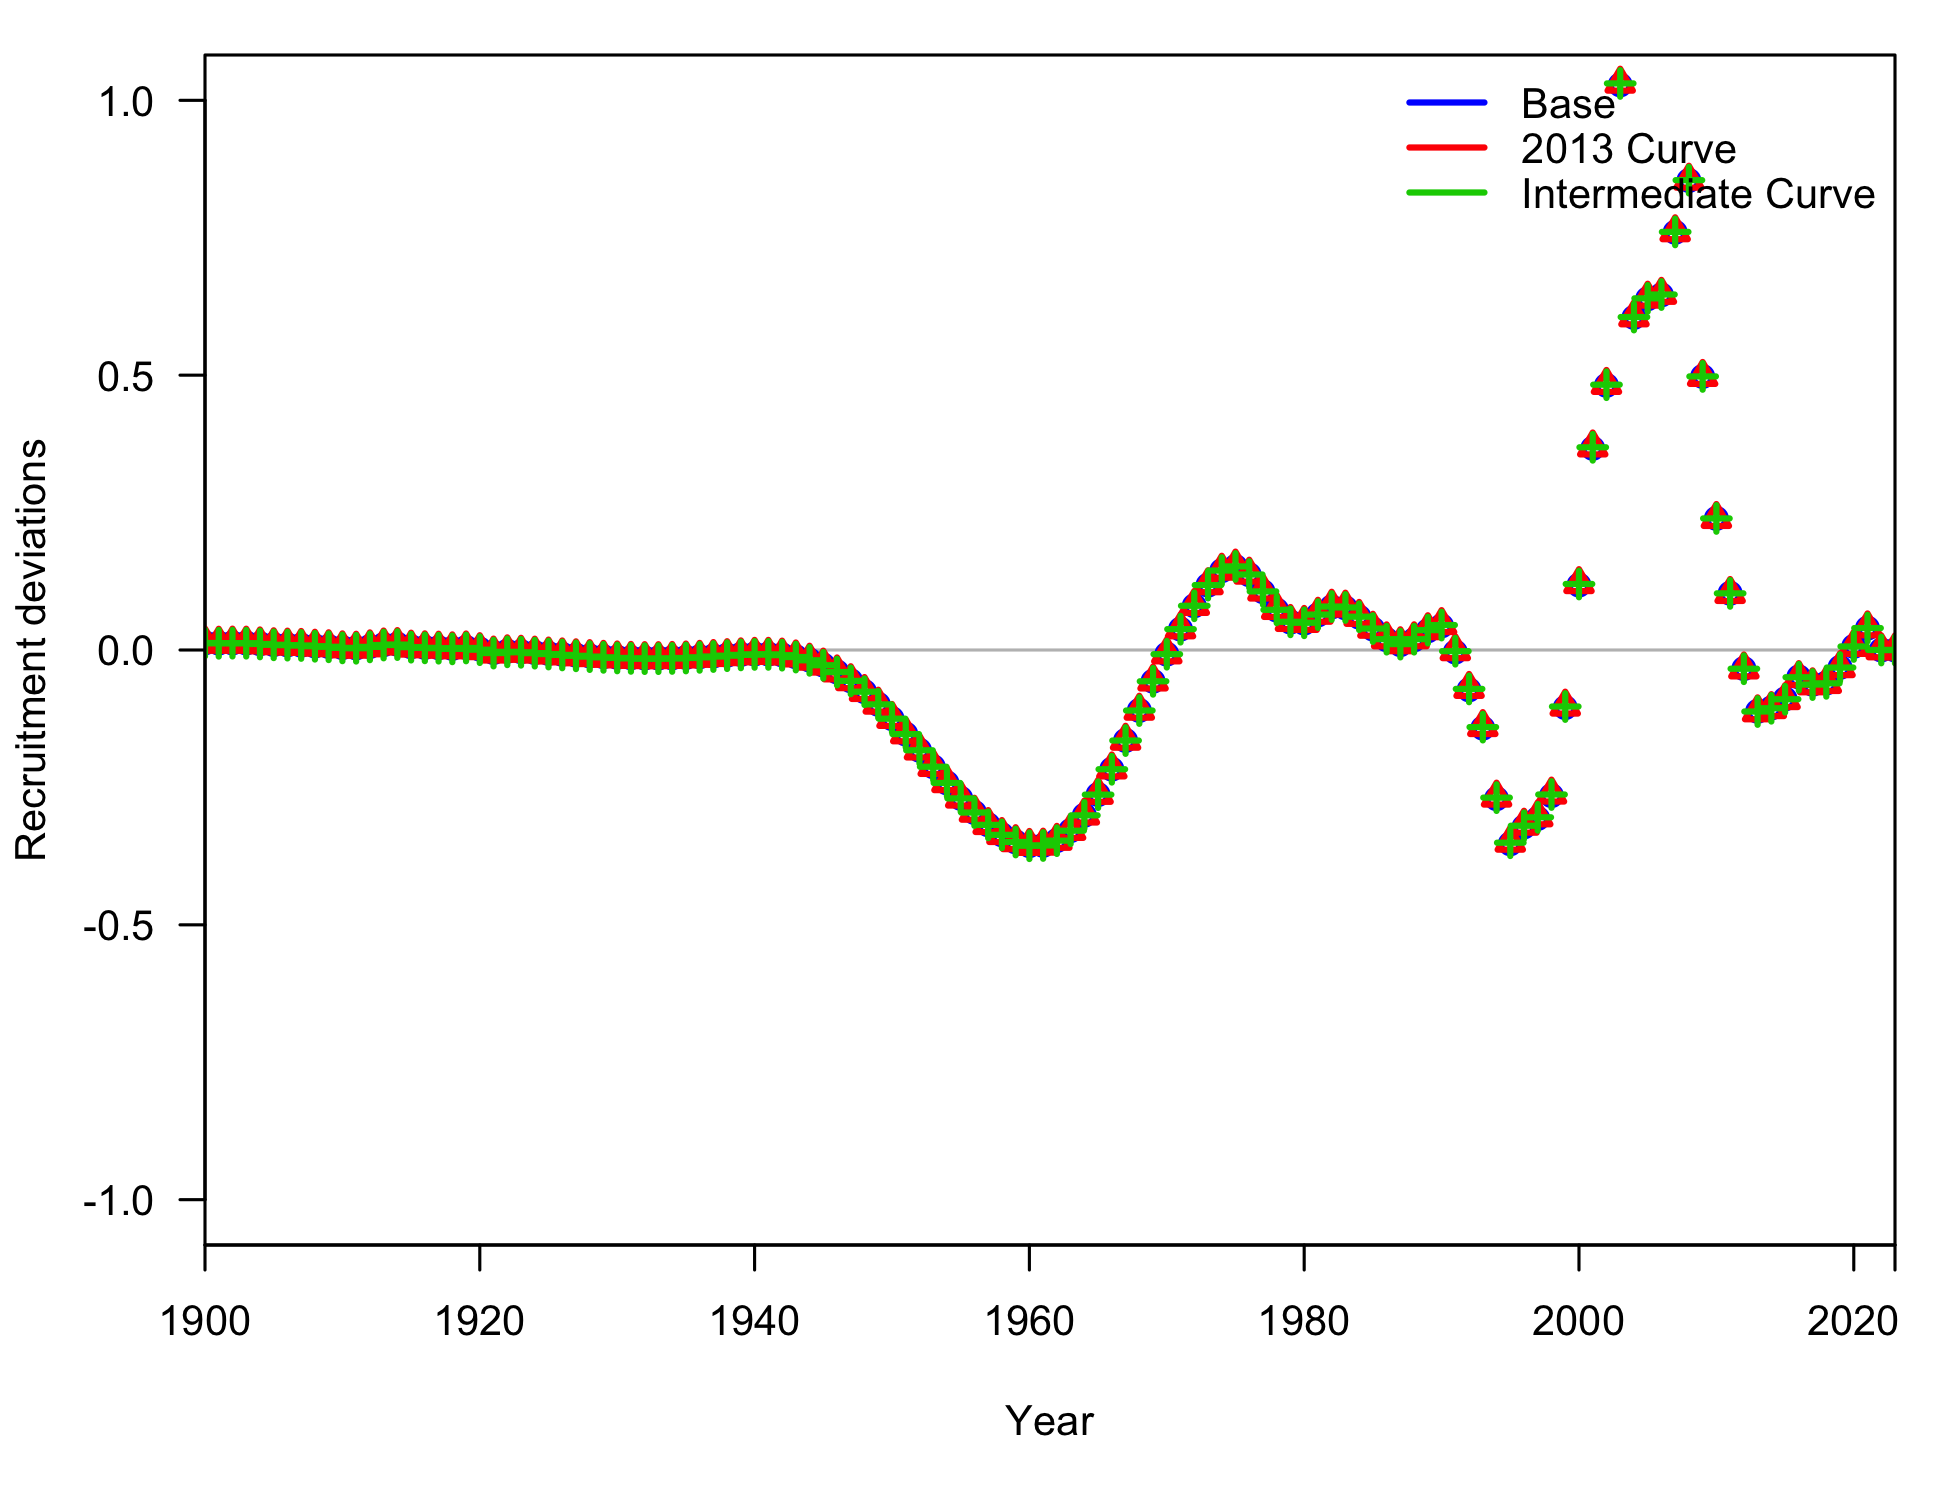 Base
2013 Curve
Intermediate Curve
1.0
0.5
0.0
-0.5
-1.0
Recruitment deviations
1900 1920 1940 1960 1980 2000 2020
Year